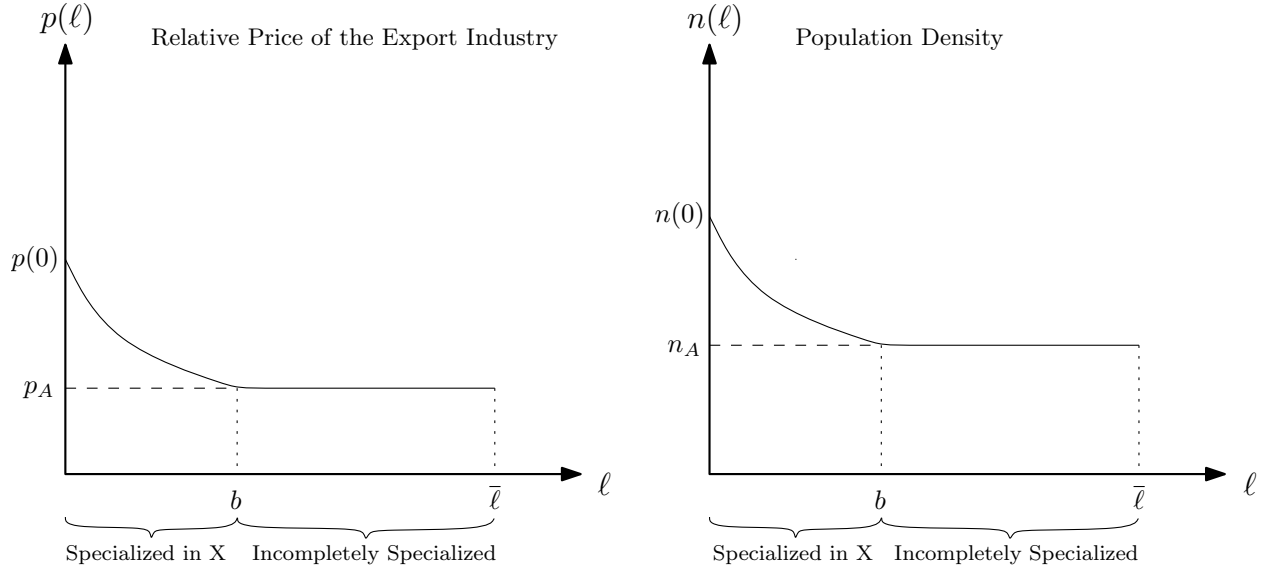 p(ℓ)
Relative Price of the Export Industry
p(0)
p_A
b
ℓ̅
ℓ
Specialized in X
Incompletely Specialized
n(ℓ)
Population Density
n(0)
n_A
b
ℓ̅
ℓ
Specialized in X
Incompletely Specialized